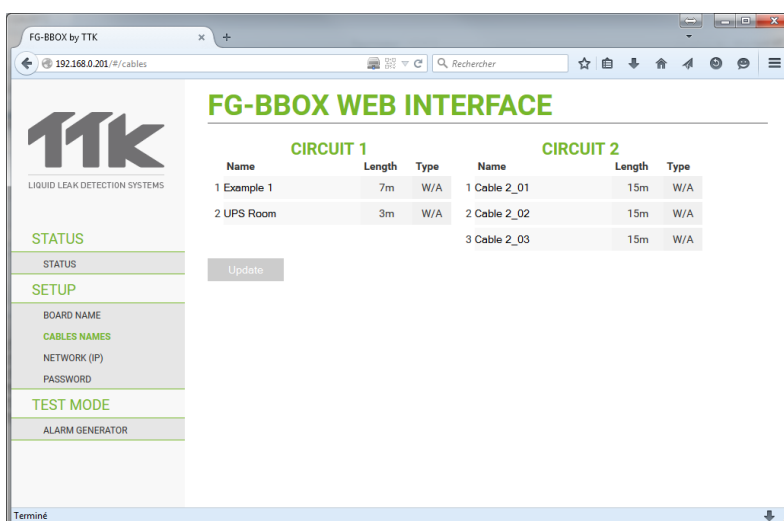 FG-BBOX by TTK
192.168.0.201/#/cables
Rechercher
TTK
LIQUID LEAK DETECTION SYSTEMS
STATUS
STATUS
SETUP
BOARD NAME
CABLES NAMES
NETWORK (IP)
PASSWORD
TEST MODE
ALARM GENERATOR
FG-BBOX WEB INTERFACE
CIRCUIT 1
Name Length Type
1 Example 1 7m W/A
2 UPS Room 3m W/A
CIRCUIT 2
Name Length Type
1 Cable 2_01 15m W/A
2 Cable 2_02 15m W/A
3 Cable 2_03 15m W/A
Update
Terminé